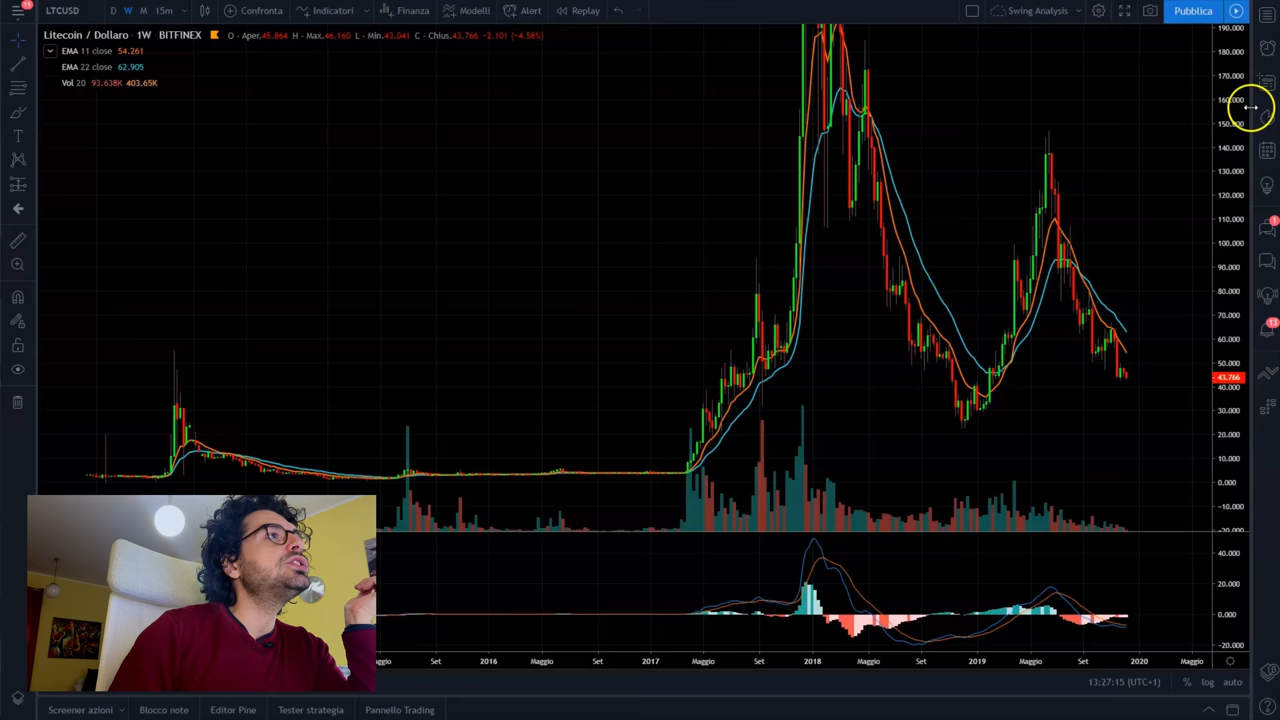 11
LTCUSD
D
W
M
15m
Confronta
Indicatori
Finanza
Modelli
Alert
Replay
Swing Analysis
Pubblica
Litecoin / Dollaro · 1W · BITFINEX
O - Aper.45.864 H - Max.46.160 L - Min.43.041 C - Chius.43.766 -2.101 (-4.58%)
EMA 11 close 54.261
EMA 22 close 62.905
Vol 20 93.638K 403.65K
190.000
180.000
170.000
160.000
150.000
140.000
130.000
120.000
110.000
100.000
90.000
80.000
70.000
60.000
50.000
43.766
40.000
30.000
20.000
10.000
0.000
-10.000
-20.000
40.000
20.000
0.000
-20.000
1
13
aggio
Set
2016
Maggio
Set
2017
Maggio
Set
2018
Maggio
Set
2019
Maggio
Set
2020
Maggio
13:27:15 (UTC+1)
%
log
auto
Screener azioni
Blocco note
Editor Pine
Tester strategia
Pannello Trading